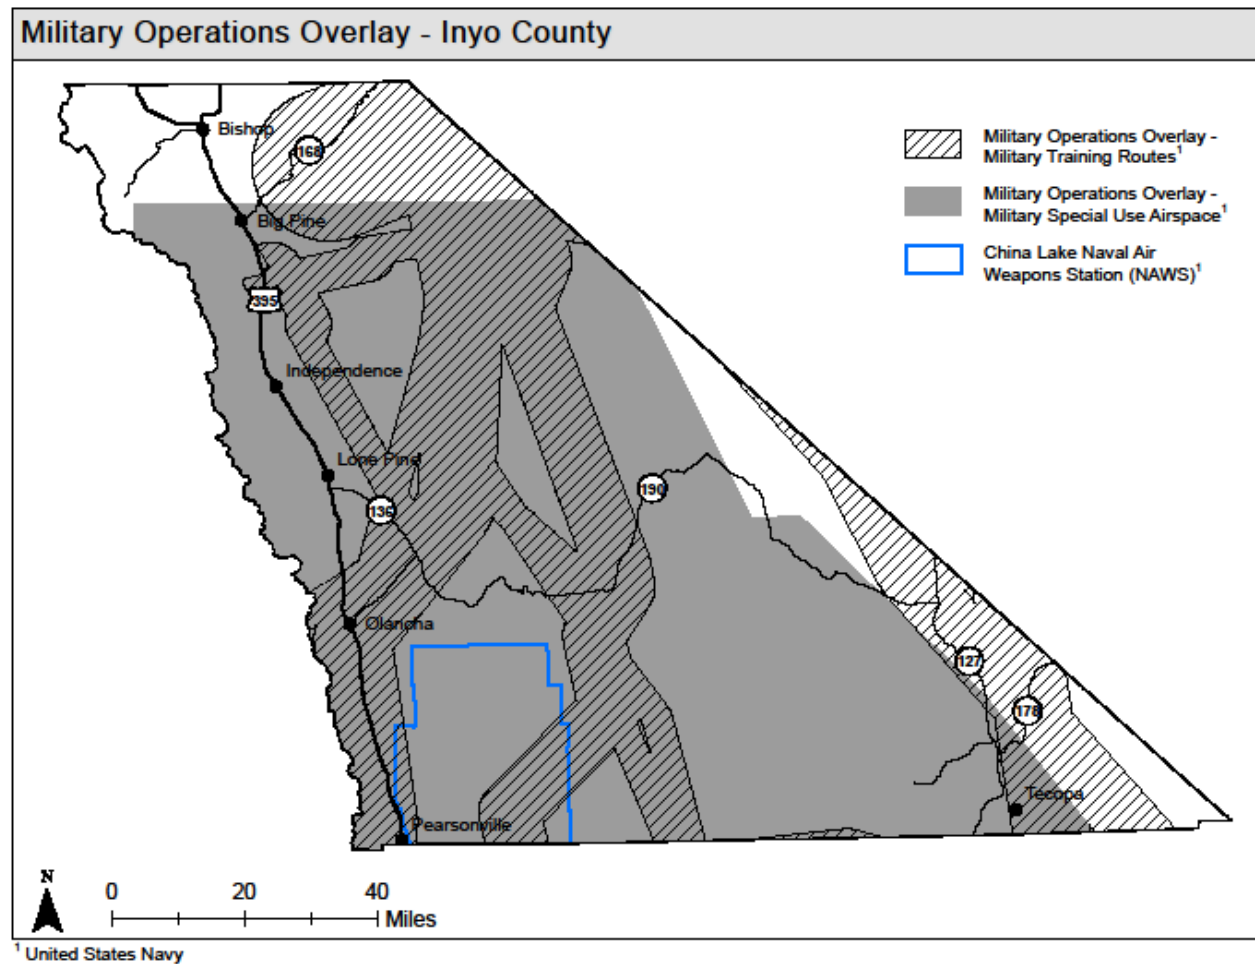 Military Operations Overlay - Inyo County
Bishop
168
Military Operations Overlay -
Military Training Routes¹
Military Operations Overlay -
Military Special Use Airspace¹
Big Pine
China Lake Naval Air
Weapons Station (NAWS)¹
395
Independence
Lone Pine
190
136
Olancha
127
178
Tecopa
Pearsonville
N
0 20 40
Miles
¹ United States Navy